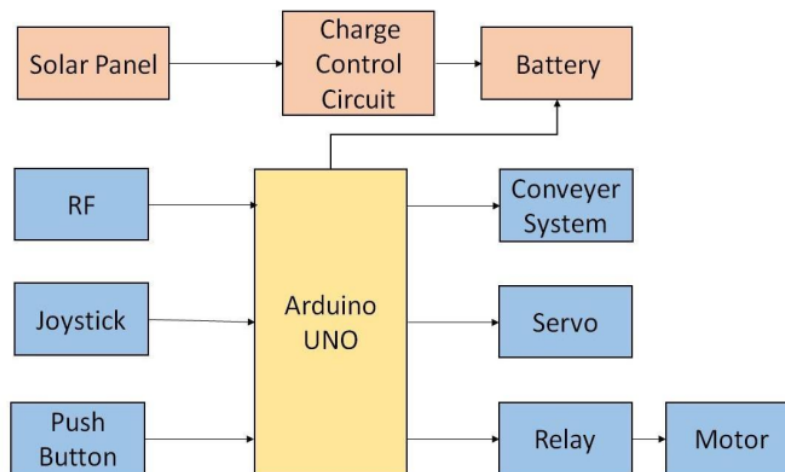 Solar Panel
Charge
Control
Circuit
Battery
RF
Conveyer
System
Joystick
Arduino
UNO
Servo
Push
Button
Relay
Motor